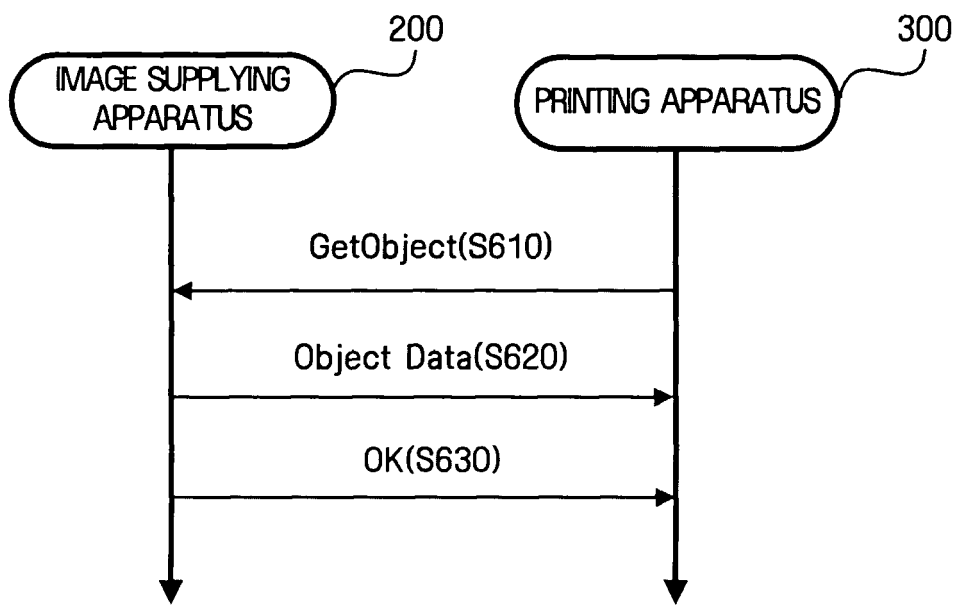 200
300
IMAGE SUPPLYING
APPARATUS
PRINTING APPARATUS
GetObject(S610)
Object Data(S620)
OK(S630)